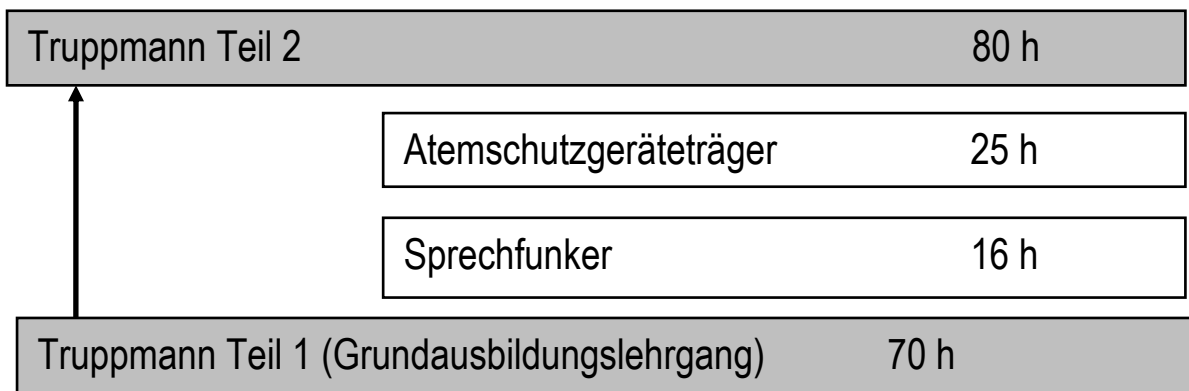 Truppmann Teil 2 80 h
Atemschutzgeräteträger 25 h
Sprechfunker 16 h
Truppmann Teil 1 (Grundausbildungslehrgang) 70 h